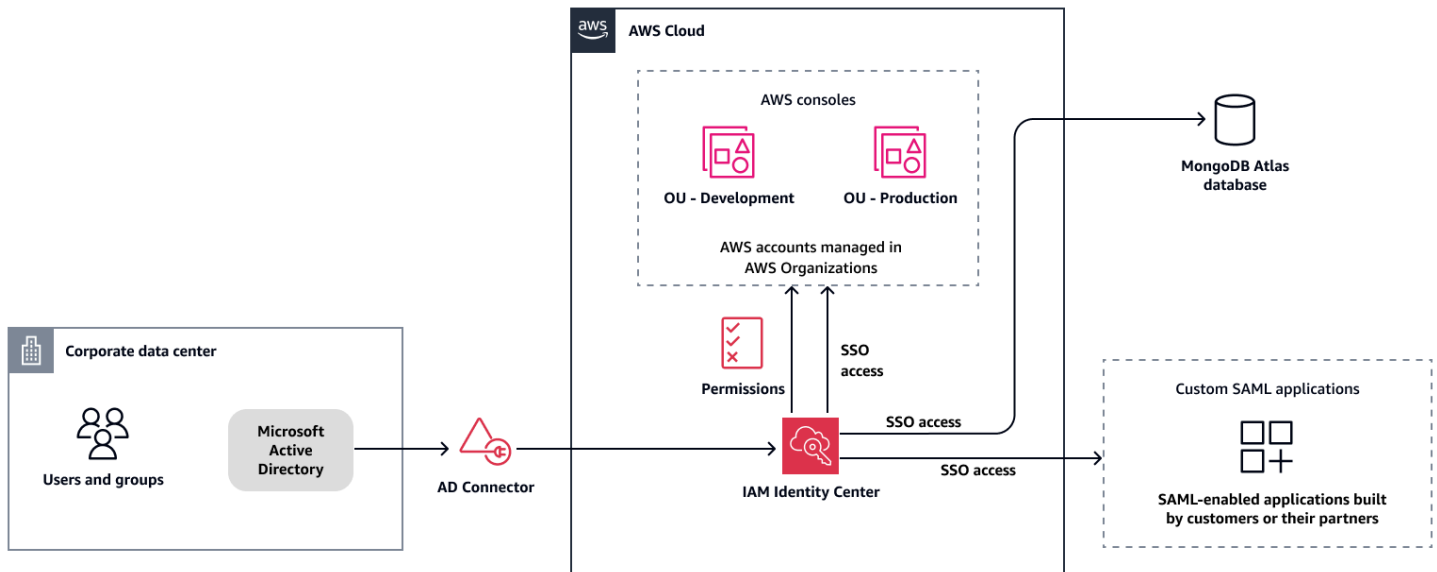 aws
AWS Cloud
AWS consoles
OU - Development
OU - Production
AWS accounts managed in
AWS Organizations
MongoDB Atlas
database
Corporate data center
Users and groups
Microsoft
Active
Directory
AD Connector
Permissions
SSO
access
SSO access
SSO access
IAM Identity Center
Custom SAML applications
SAML-enabled applications built
by customers or their partners